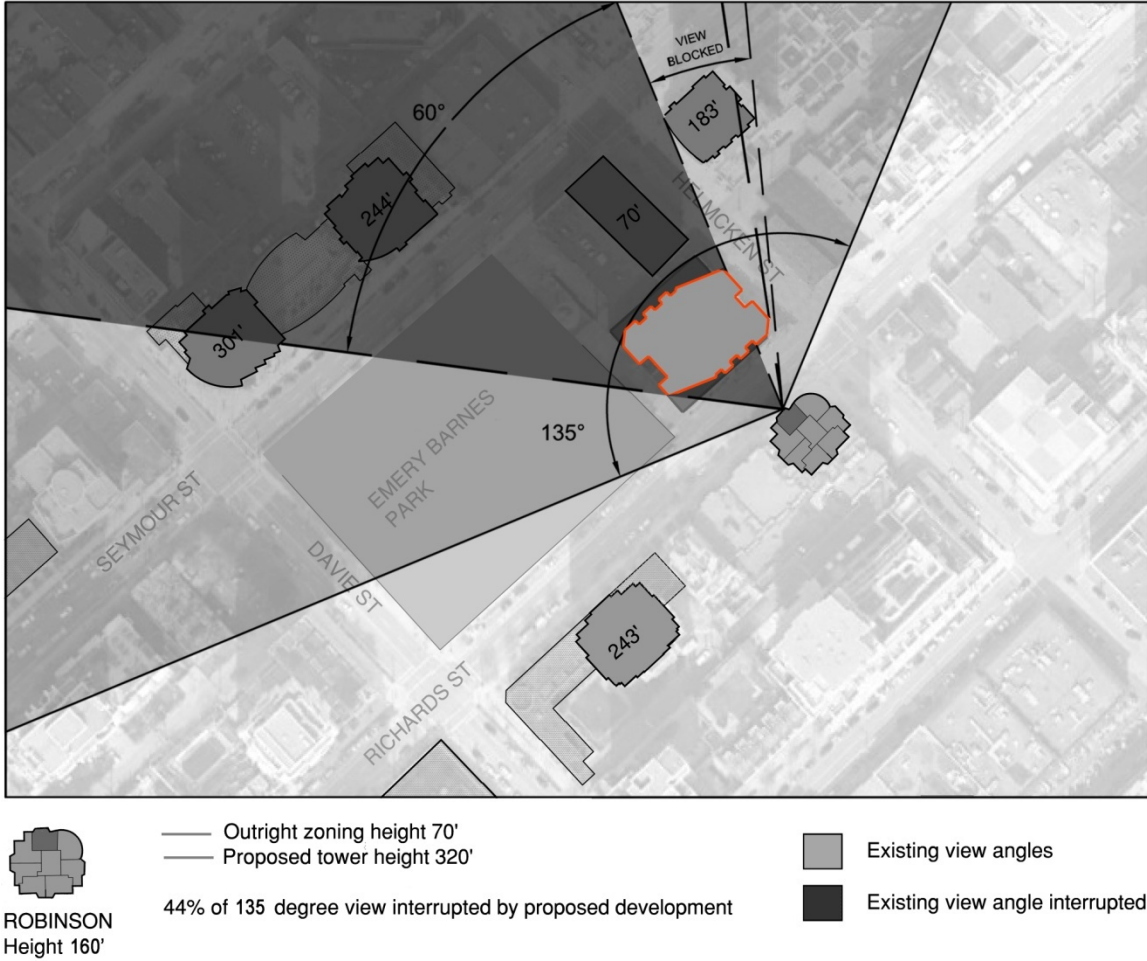 VIEW
BLOCKED
60°
183'
244'
70'
HELMCKEN ST
301'
135°
EMERY BARNES
PARK
SEYMOUR ST
DAVIE ST
243'
RICHARDS ST
Outright zoning height 70'
Proposed tower height 320'
44% of 135 degree view interrupted by proposed development
ROBINSON
Height 160'
Existing view angles
Existing view angle interrupted